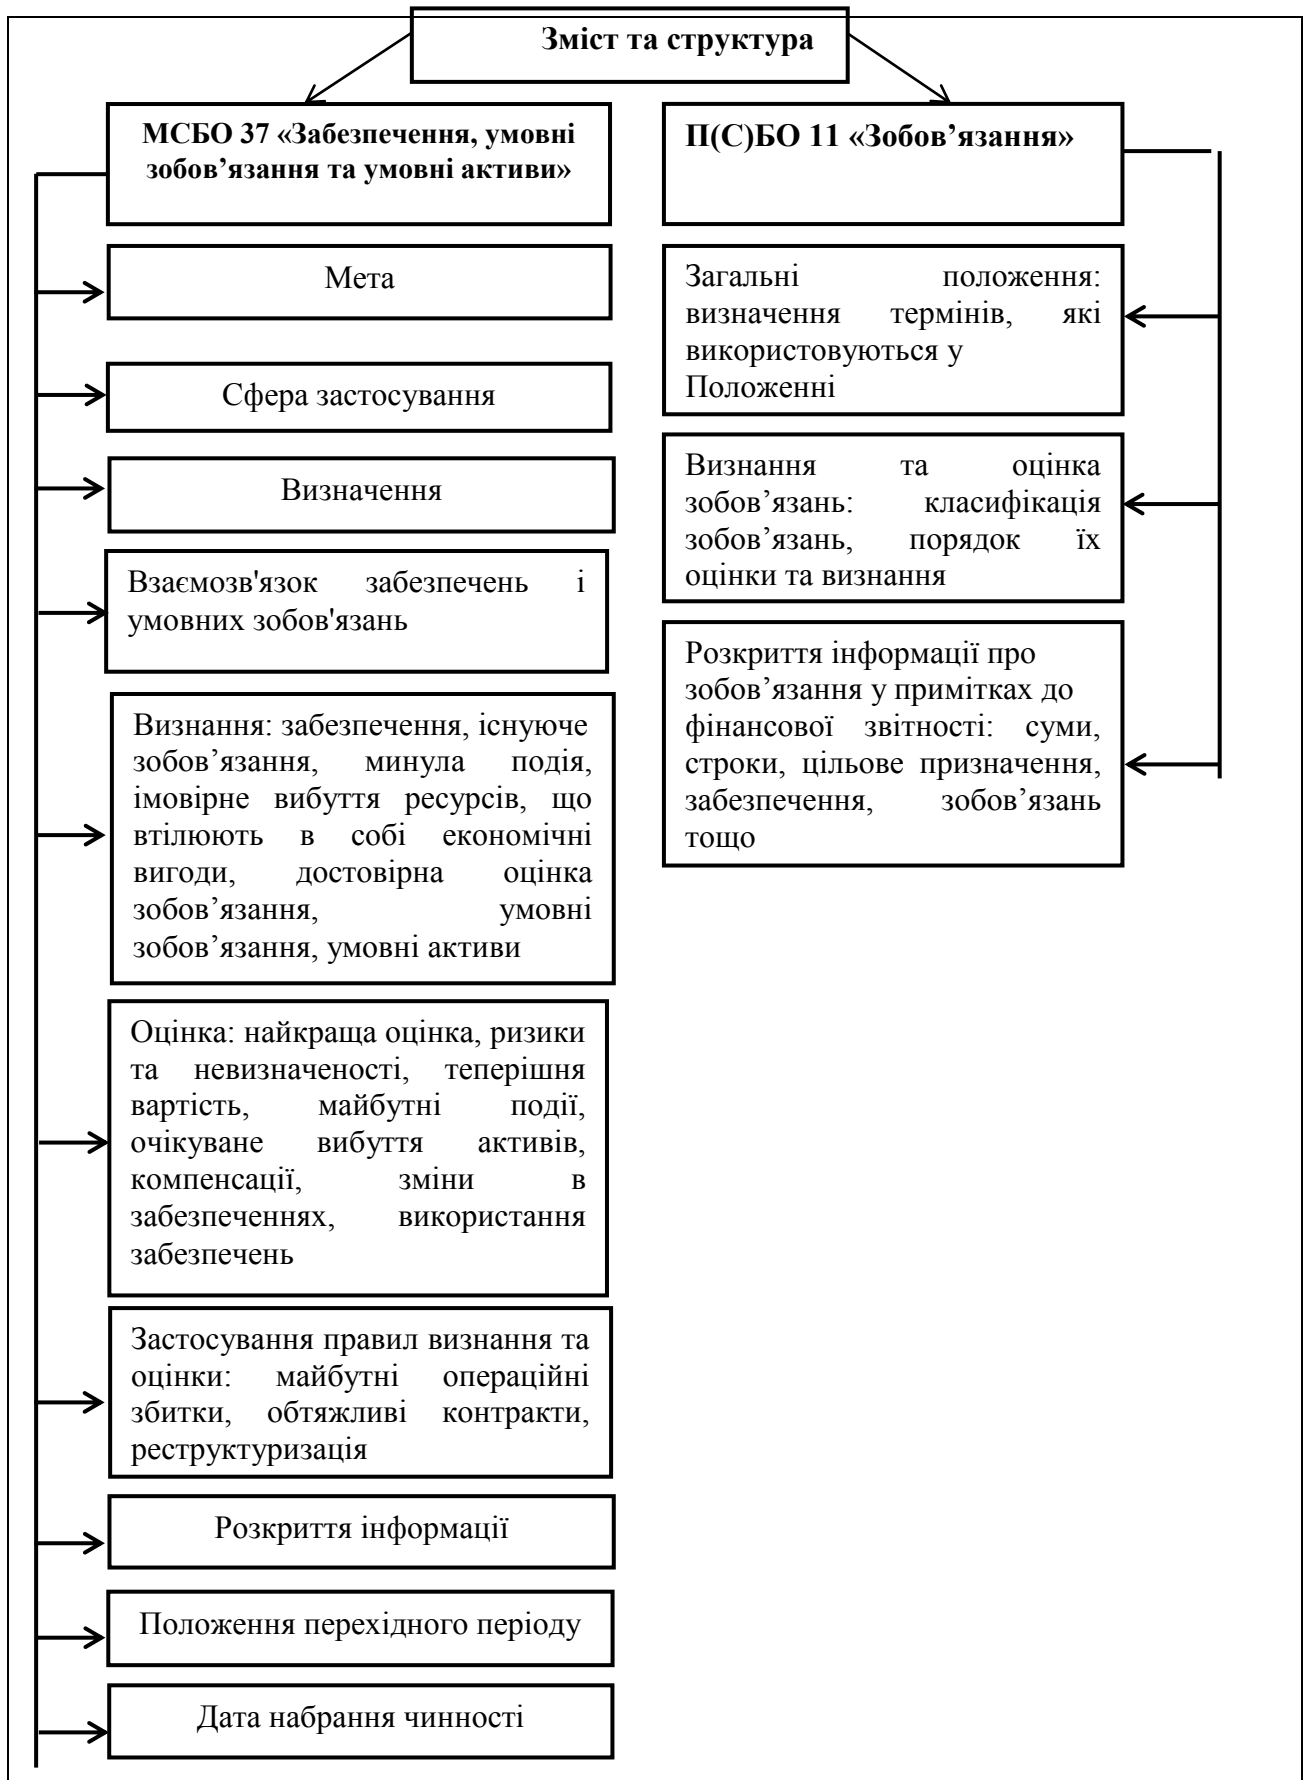 Зміст та структура
МСБО 37 «Забезпечення, умовні
зобов’язання та умовні активи»
Мета
Сфера застосування
Визначення
Взаємозв'язок забезпечень і
умовних зобов'язань
Визнання: забезпечення, існуюче
зобов’язання, минула подія,
імовірне вибуття ресурсів, що
втілюють в собі економічні
вигоди, достовірна оцінка
зобов’язання, умовні
зобов’язання, умовні активи
Оцінка: найкраща оцінка, ризики
та невизначеності, теперішня
вартість, майбутні події,
очікуване вибуття активів,
компенсації, зміни в
забезпеченнях, використання
забезпечень
Застосування правил визнання та
оцінки: майбутні операційні
збитки, обтяжливі контракти,
реструктуризація
Розкриття інформації
Положення перехідного періоду
Дата набрання чинності
П(С)БО 11 «Зобов’язання»
Загальні положення:
визначення термінів, які
використовуються у
Положенні
Визнання та оцінка
зобов’язань: класифікація
зобов’язань, порядок їх
оцінки та визнання
Розкриття інформації про
зобов’язання у примітках до
фінансової звітності: суми,
строки, цільове призначення,
забезпечення, зобов’язань
тощо